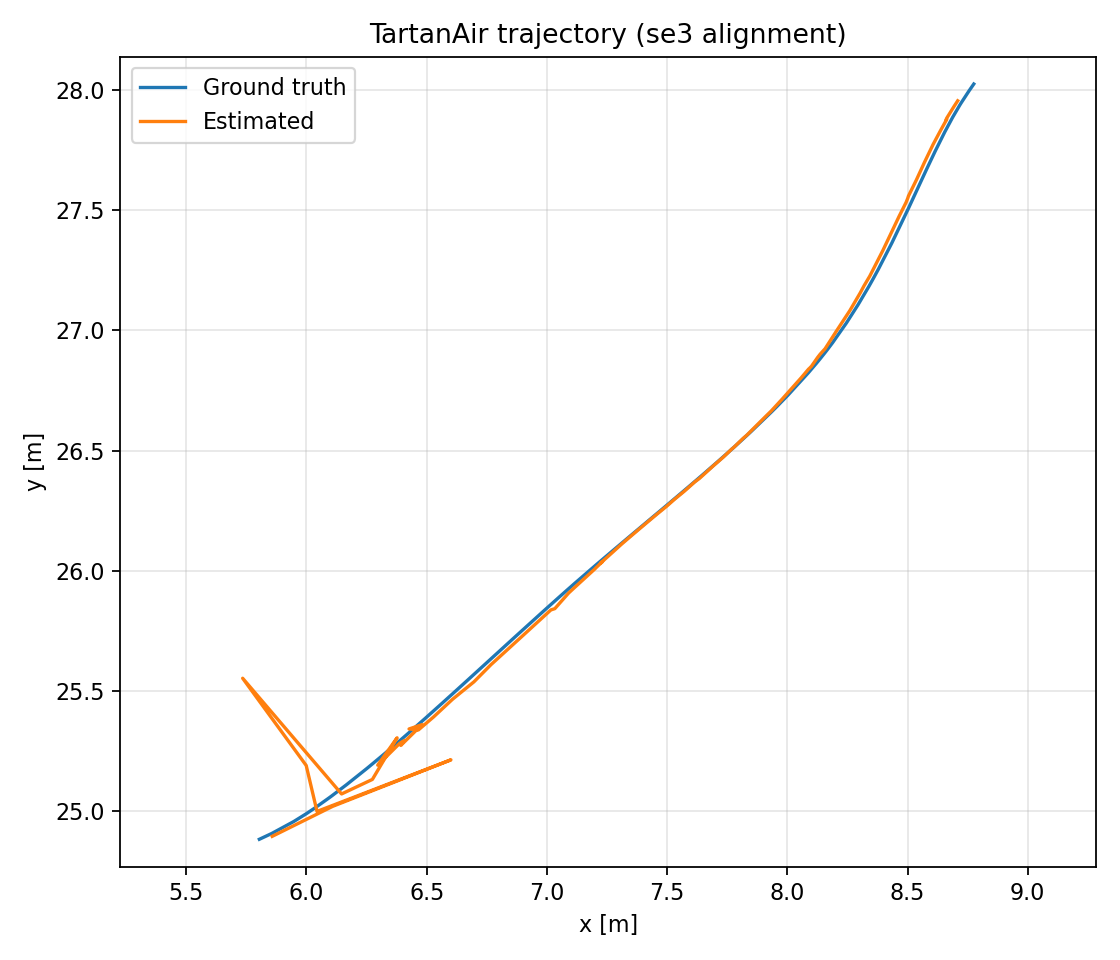 TartanAir trajectory (se3 alignment)
Ground truth
Estimated
28.0
27.5
27.0
26.5
26.0
25.5
25.0
y [m]
5.5 6.0 6.5 7.0 7.5 8.0 8.5 9.0
x [m]